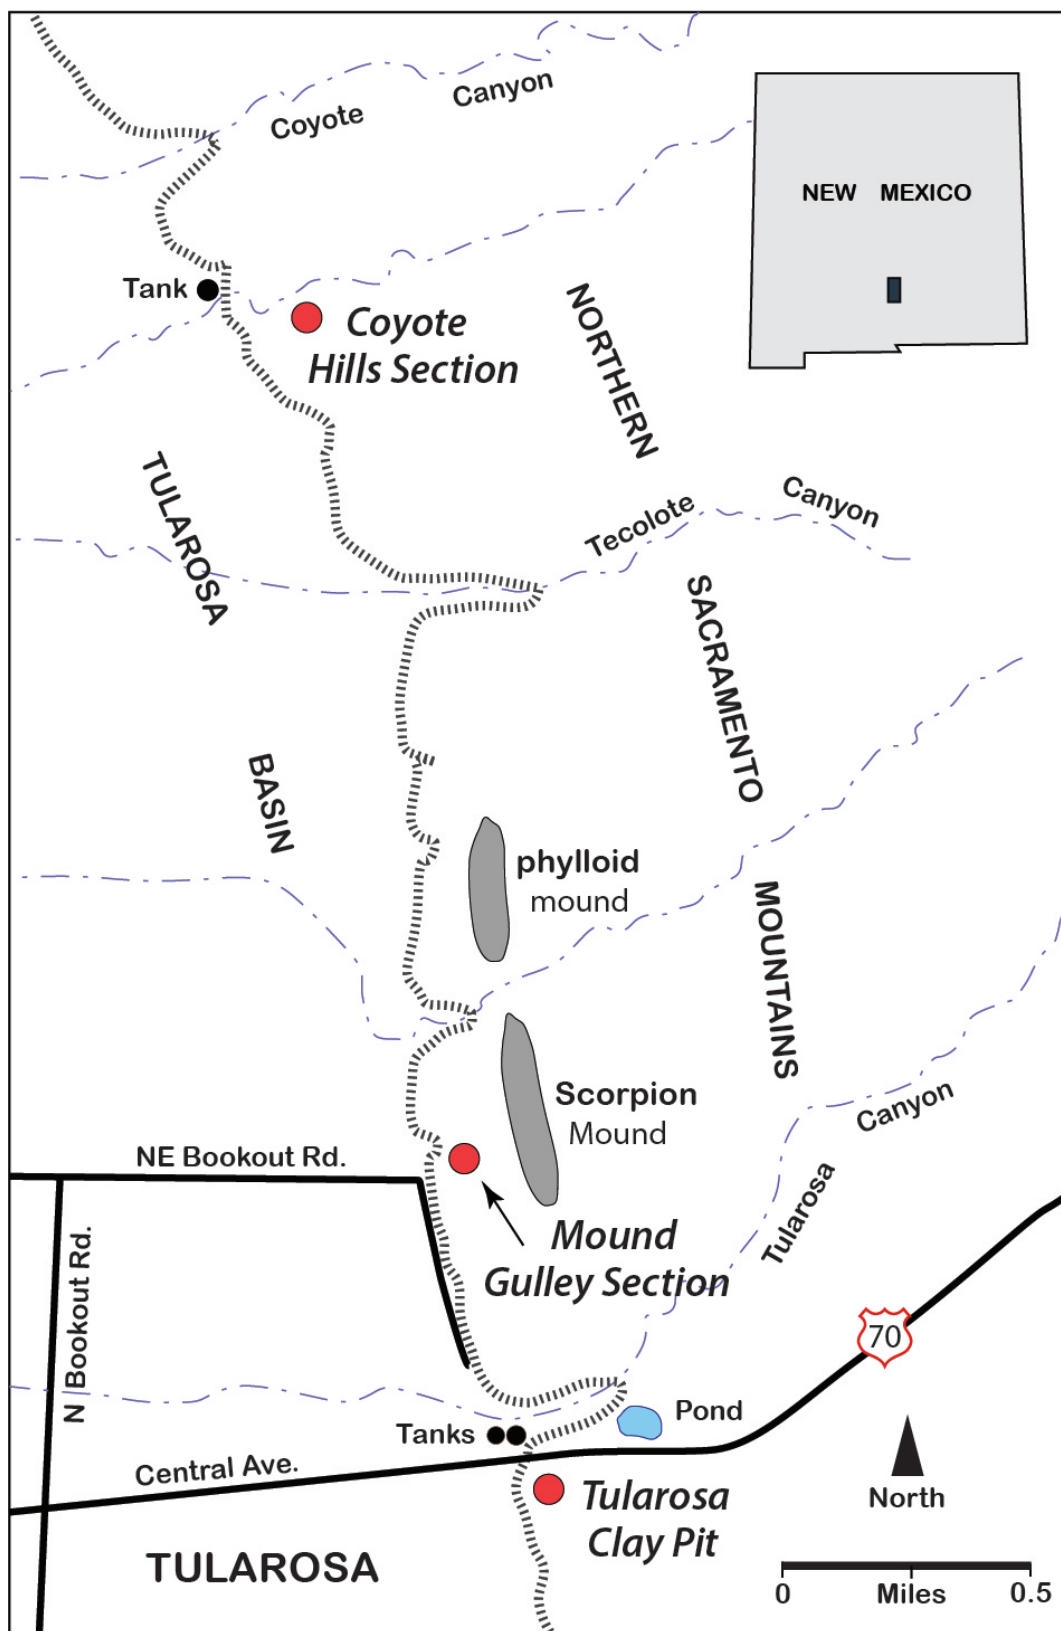 Coyote Canyon
NEW MEXICO
Tank
Coyote
Hills Section
NORTHERN
TULAROSA
Tecolote Canyon
SACRAMENTO
BASIN
phylloid
mound
MOUNTAINS
Scorpion
Mound
Tularosa Canyon
NE Bookout Rd.
N Bookout Rd.
Mound
Gulley Section
70
Pond
Tanks
Central Ave.
Tularosa
Clay Pit
North
TULAROSA
0 Miles 0.5